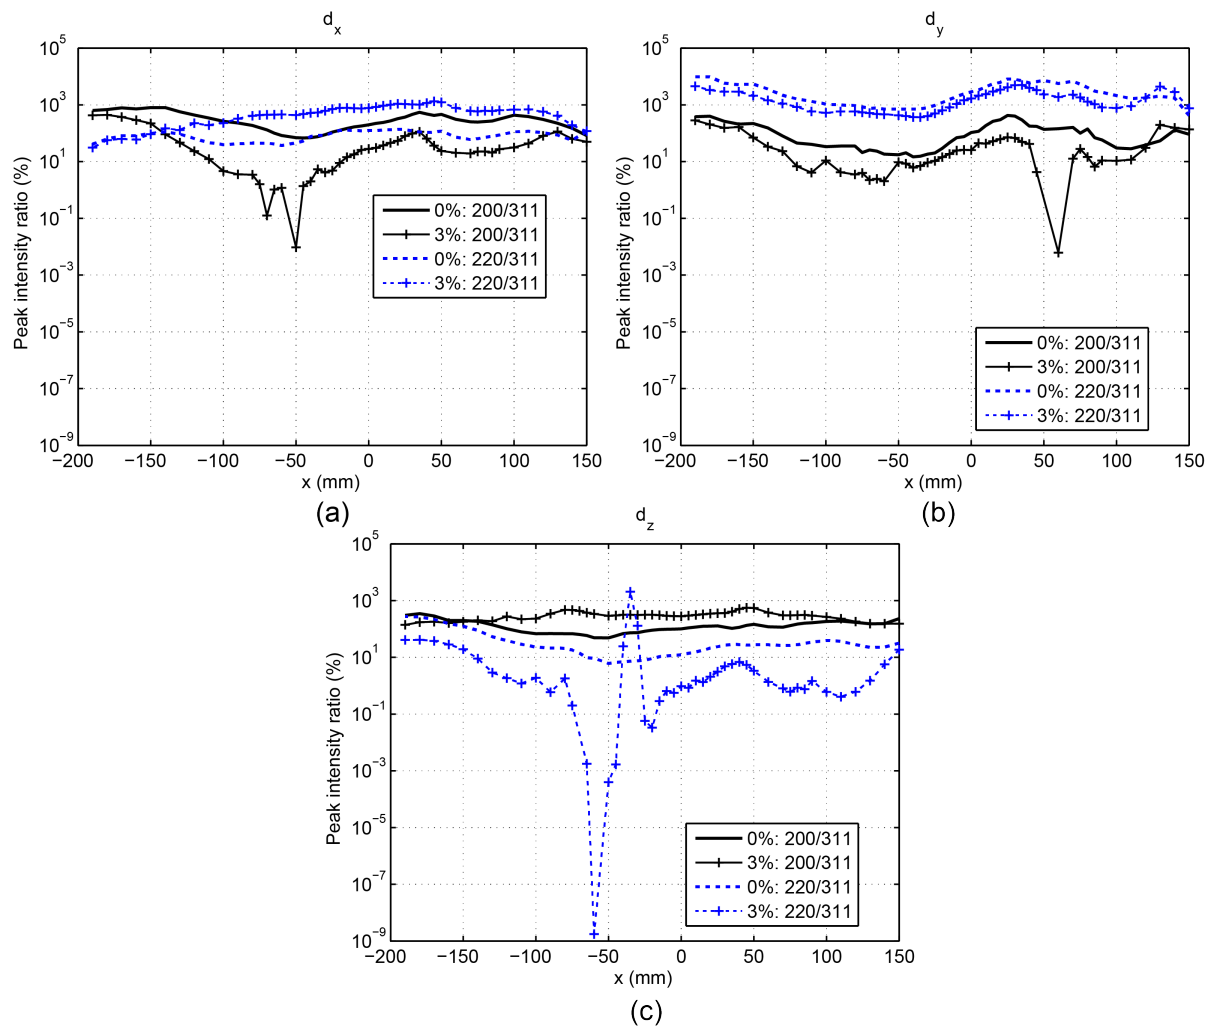 d_x
10^5
10^3
10^1
10^−1
10^−3
10^−5
10^−7
10^−9
Peak intensity ratio (%)
0%: 200/311
3%: 200/311
0%: 220/311
3%: 220/311
−200 −150 −100 −50 0 50 100 150
x (mm)
(a)
d_y
10^5
10^3
10^1
10^−1
10^−3
10^−5
10^−7
10^−9
Peak intensity ratio (%)
0%: 200/311
3%: 200/311
0%: 220/311
3%: 220/311
−200 −150 −100 −50 0 50 100 150
x (mm)
(b)
d_z
10^5
10^3
10^1
10^−1
10^−3
10^−5
10^−7
10^−9
Peak intensity ratio (%)
0%: 200/311
3%: 200/311
0%: 220/311
3%: 220/311
−200 −150 −100 −50 0 50 100 150
x (mm)
(c)